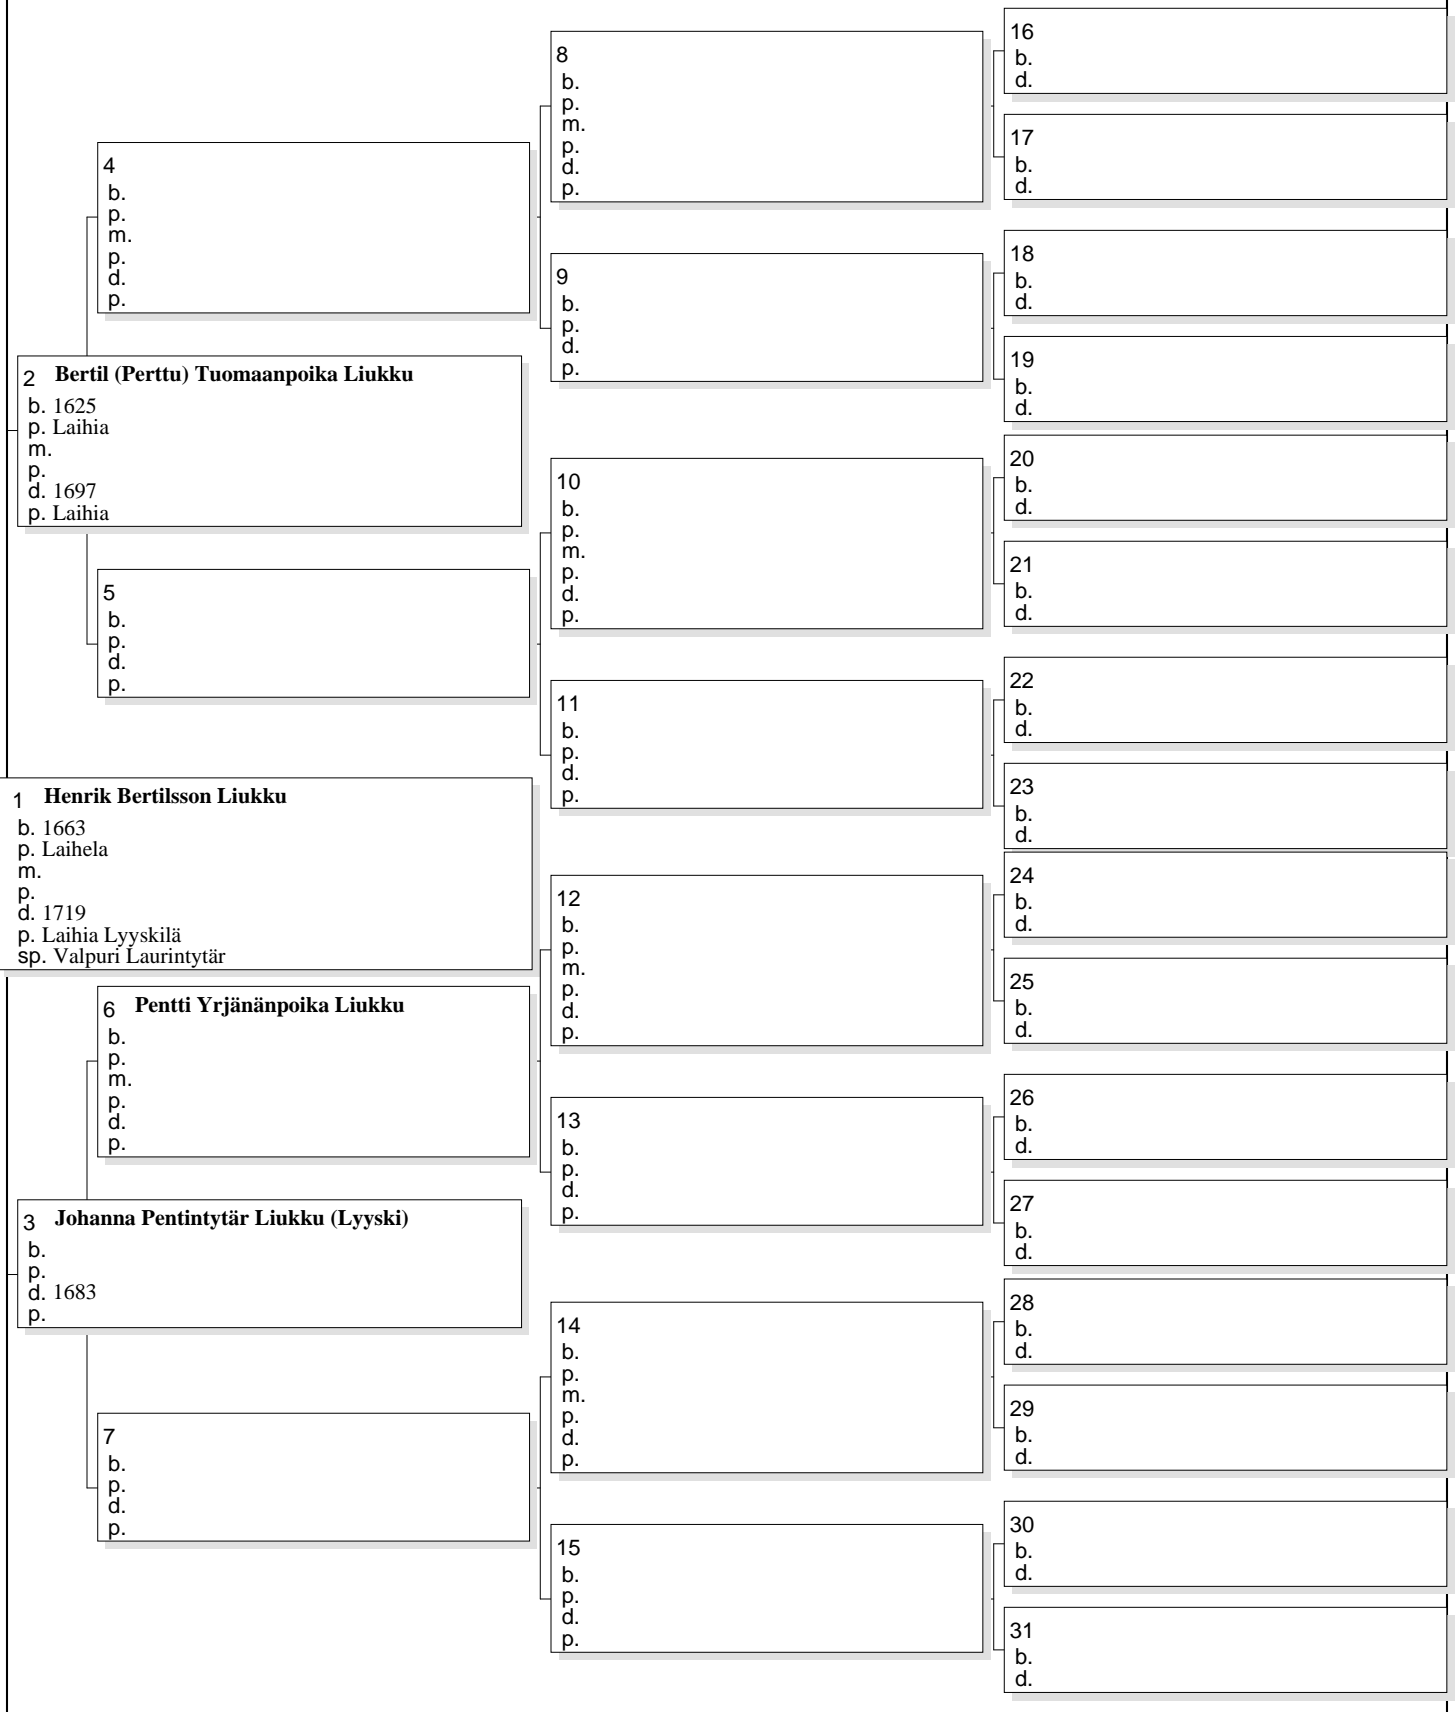 16
b.
d.
8
b.
p.
m.
p.
d.
p.
17
b.
d.
4
b.
p.
m.
p.
d.
p.
18
b.
d.
9
b.
p.
d.
p.
19
b.
d.
2 Bertil (Perttu) Tuomaanpoika Liukku
b. 1625
p. Laihia
m.
p.
d. 1697
p. Laihia
20
b.
d.
10
b.
p.
m.
p.
d.
p.
21
b.
d.
5
b.
p.
d.
p.
22
b.
d.
11
b.
p.
d.
p.
23
b.
d.
1 Henrik Bertilsson Liukku
b. 1663
p. Laihela
m.
p.
d. 1719
p. Laihia Lyyskilä
sp. Valpuri Laurintytär
24
b.
d.
12
b.
p.
m.
p.
d.
p.
25
b.
d.
6 Pentti Yrjänänpoika Liukku
b.
p.
m.
p.
d.
p.
26
b.
d.
13
b.
p.
d.
p.
27
b.
d.
3 Johanna Pentintytär Liukku (Lyyski)
b.
p.
d. 1683
p.
28
b.
d.
14
b.
p.
m.
p.
d.
p.
29
b.
d.
7
b.
p.
d.
p.
30
b.
d.
15
b.
p.
d.
p.
31
b.
d.